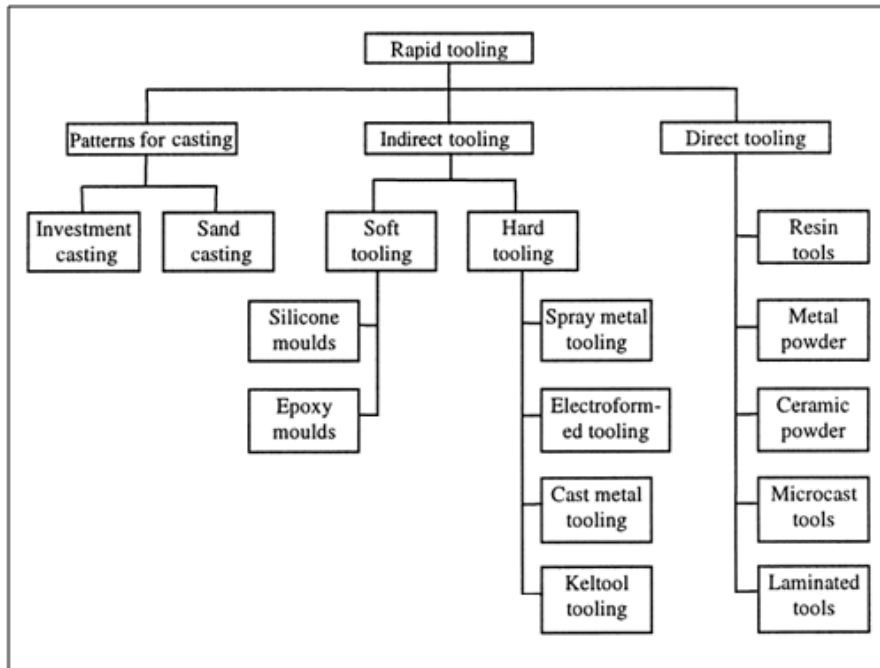 Rapid tooling
Patterns for casting
Indirect tooling
Direct tooling
Investment
casting
Sand
casting
Soft
tooling
Hard
tooling
Resin
tools
Silicone
moulds
Spray metal
tooling
Metal
powder
Epoxy
moulds
Electroform-
ed tooling
Ceramic
powder
Cast metal
tooling
Microcast
tools
Keltool
tooling
Laminated
tools